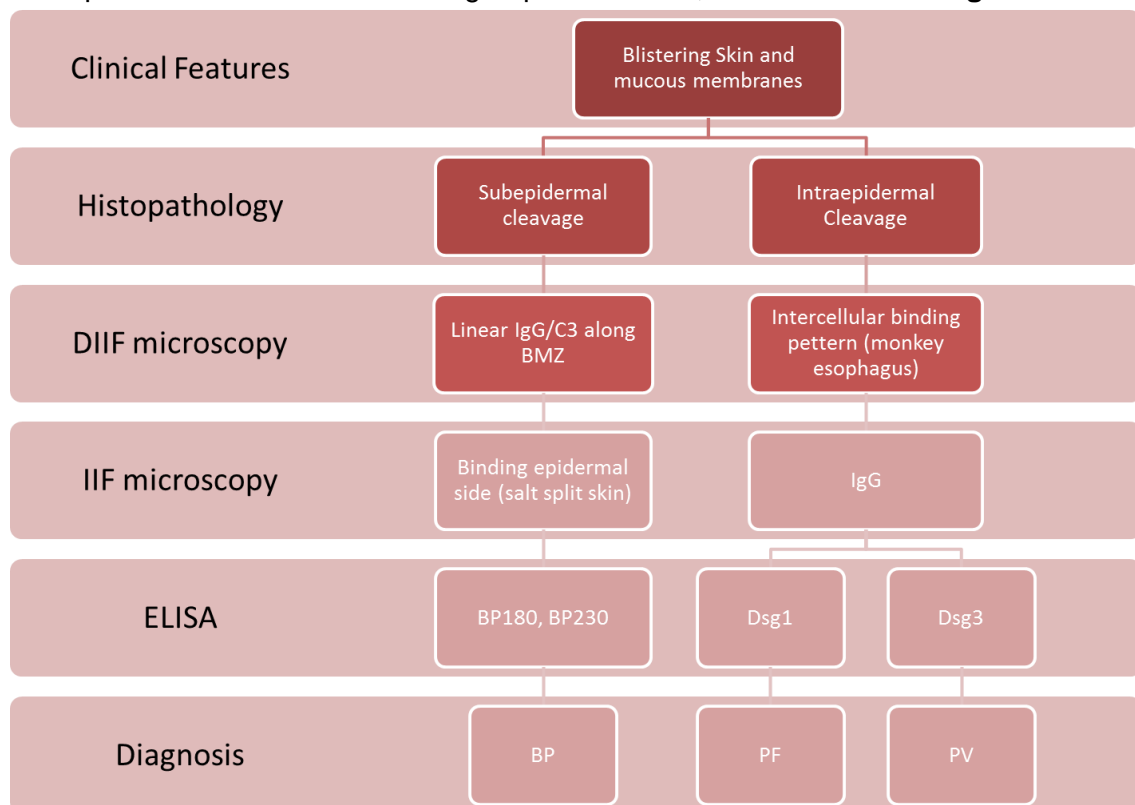 Clinical Features
Blistering Skin and
mucous membranes
Histopathology
Subepidermal
cleavage
Intraepidermal
Cleavage
DIIF microscopy
Linear IgG/C3 along
BMZ
Intercellular binding
pettern (monkey
esophagus)
IIF microscopy
Binding epidermal
side (salt split skin)
IgG
ELISA
BP180, BP230
Dsg1
Dsg3
Diagnosis
BP
PF
PV